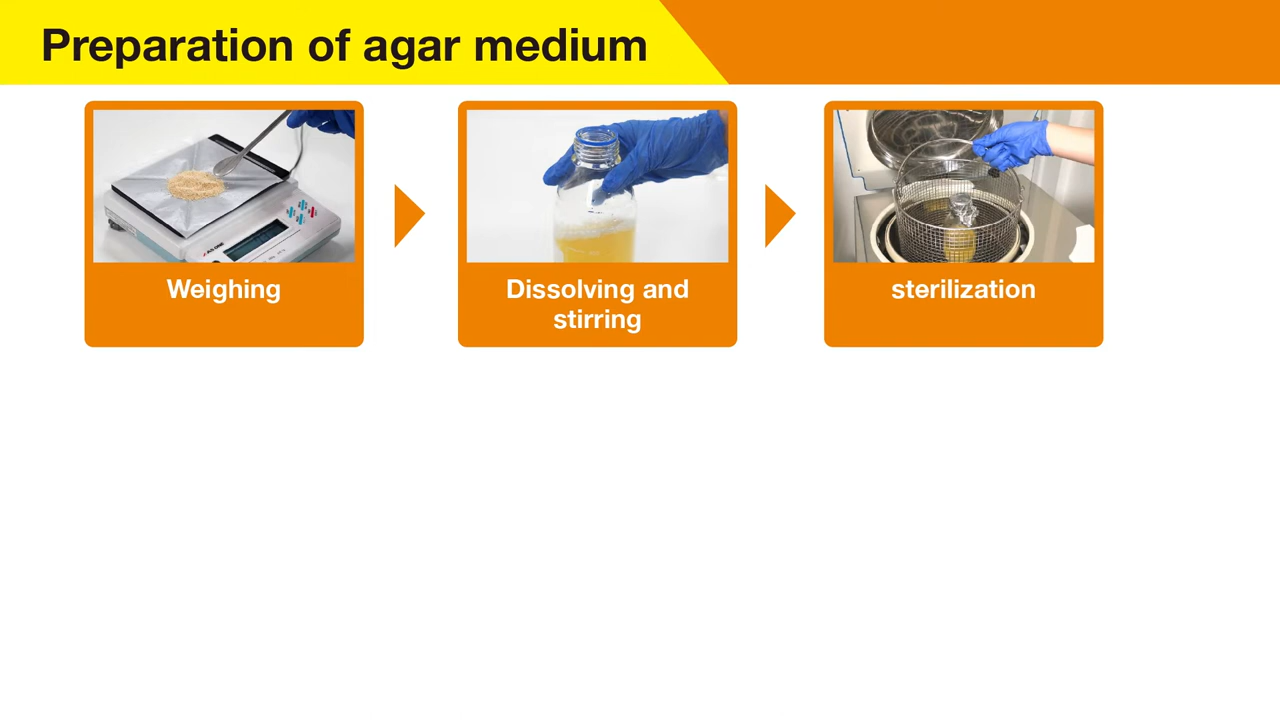 Preparation of agar medium
Weighing
Dissolving and
stirring
sterilization